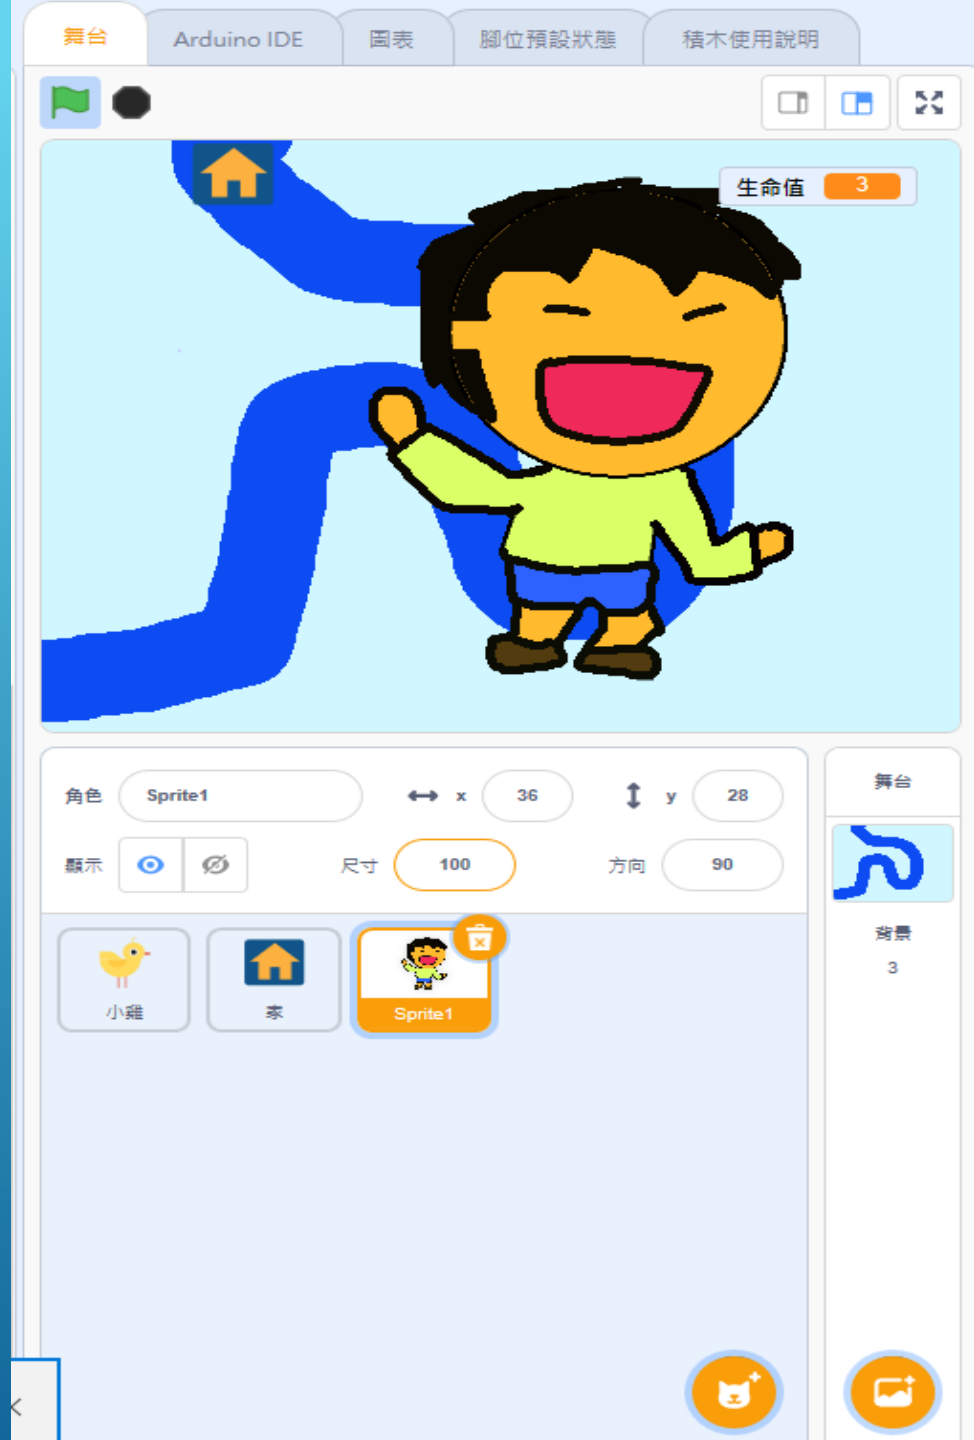 舞台 Arduino IDE 圖表 腳位預設狀態 積木使用說明
生命值 3
角色 Sprite1 x 36 y 28
顯示 尺寸 100 方向 90
舞台
背景
3
小雞 家 Sprite1